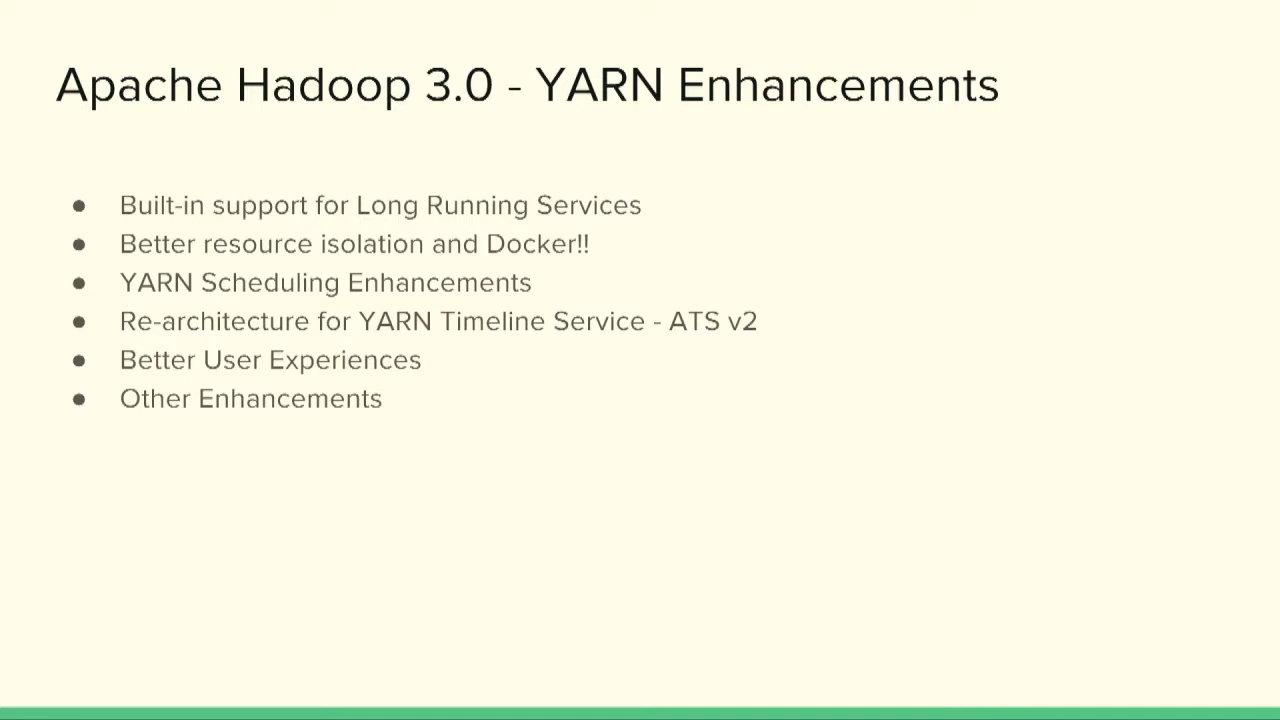 Apache Hadoop 3.0 - YARN Enhancements
● Built-in support for Long Running Services
● Better resource isolation and Docker!!
● YARN Scheduling Enhancements
● Re-architecture for YARN Timeline Service - ATS v2
● Better User Experiences
● Other Enhancements